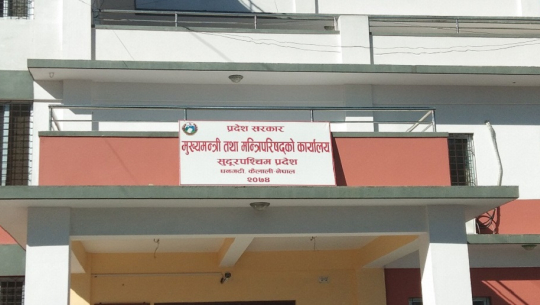 प्रदेश सरकार
मुख्यमन्त्री तथा मन्त्रिपरिषद्को कार्यालय
सुदूरपश्चिम प्रदेश
धनगढी, कैलाली नेपाल
२०७४